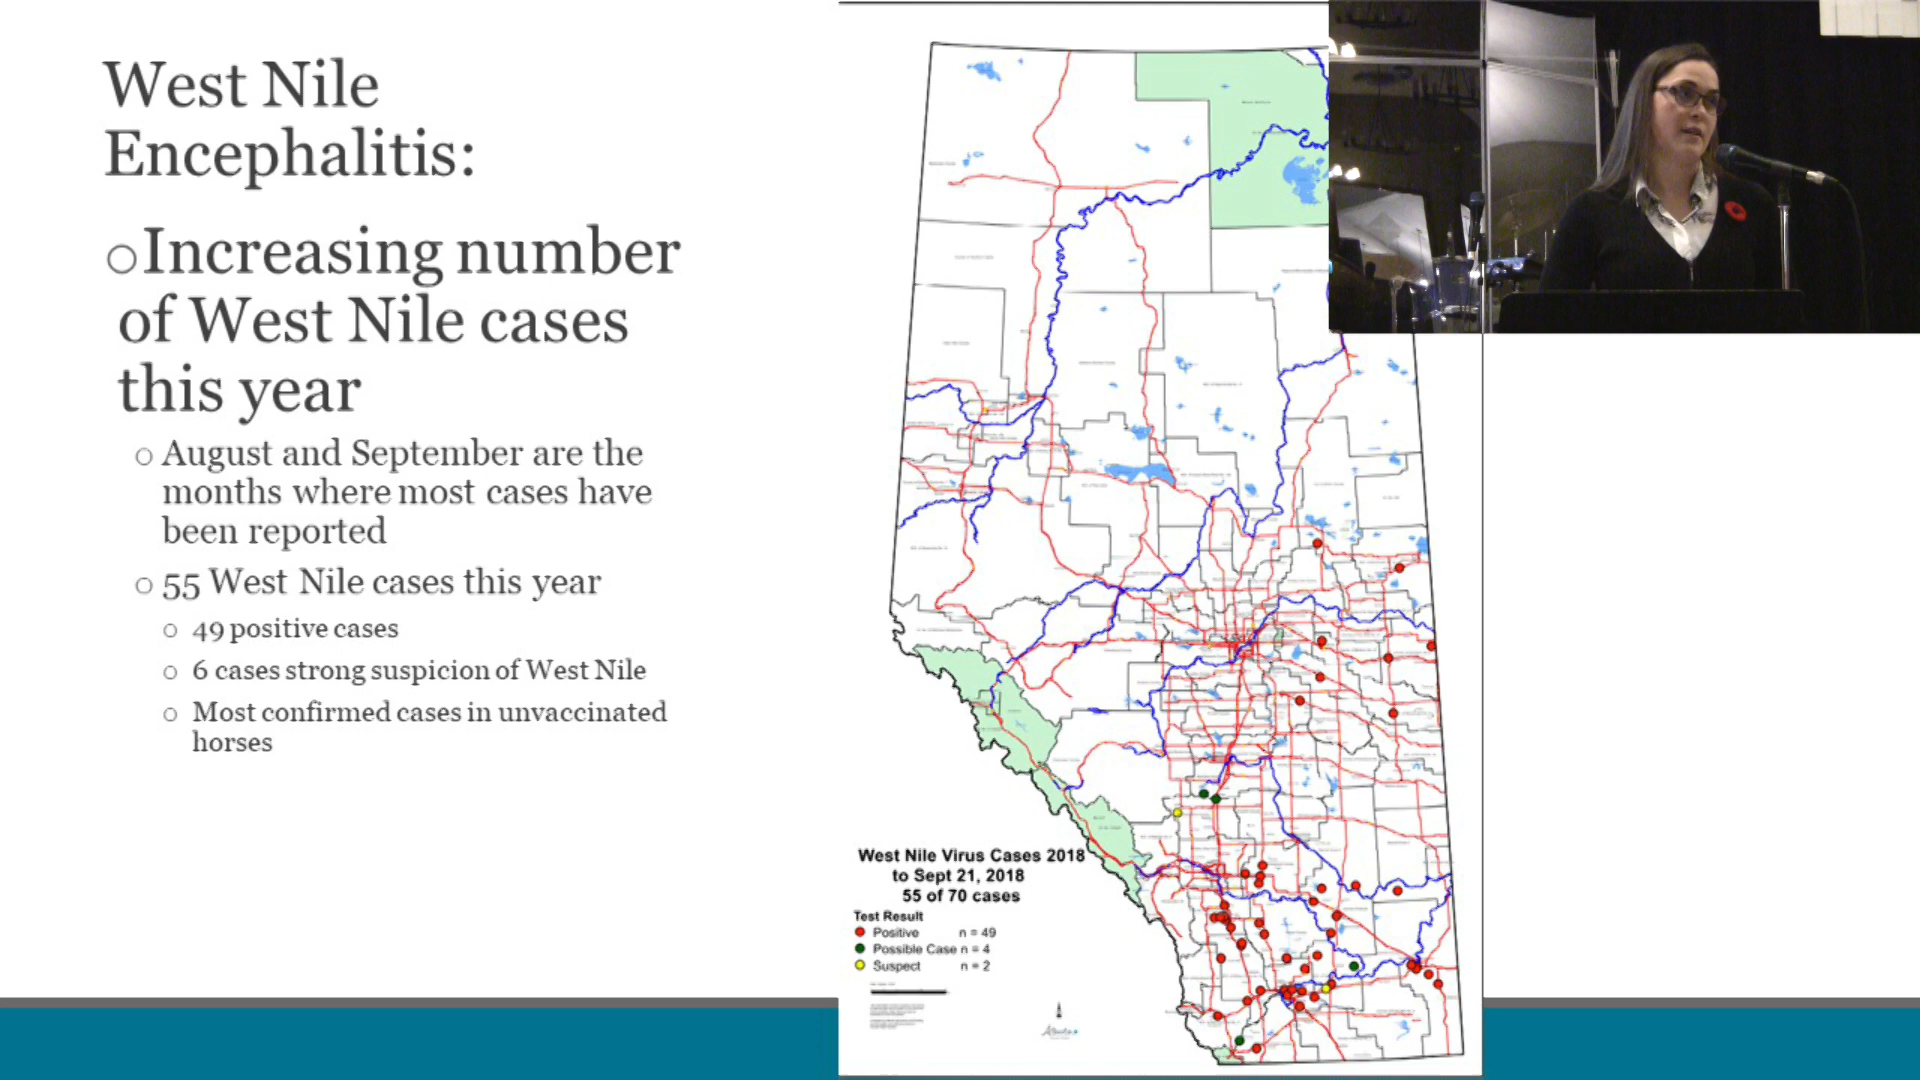 West Nile
Encephalitis:
Increasing number
of West Nile cases
this year
August and September are the
months where most cases have
been reported
55 West Nile cases this year
49 positive cases
6 cases strong suspicion of West Nile
Most confirmed cases in unvaccinated
horses
West Nile Virus Cases 2018
to Sept 21, 2018
55 of 70 cases
Test Result
Positive n = 49
Possible Case n = 4
Suspect n = 2
Alberta